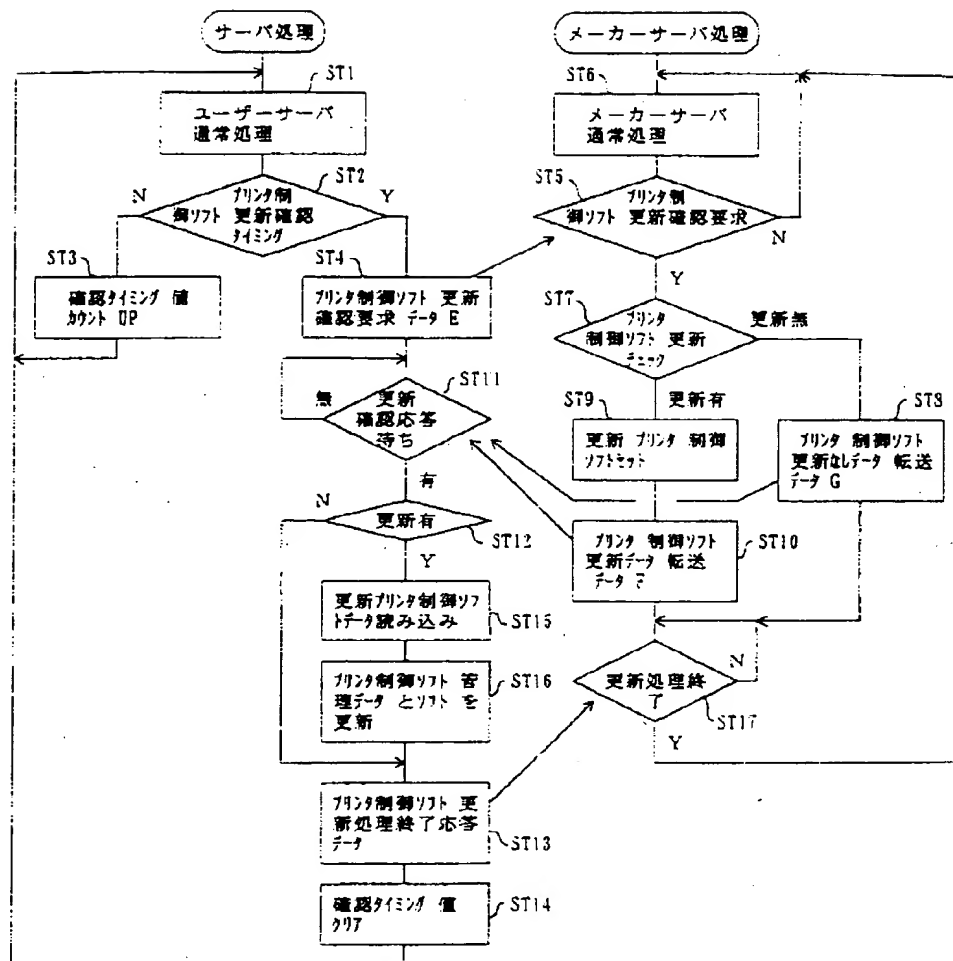 サーバ処理
ST1
ユーザーサーバ
通常処理
ST2
N
Y
プリンタ制
御ソフト 更新確認
タイミング
ST3
確認タイミング 値
カウント UP
ST4
プリンタ制御ソフト 更新
確認要求 データ E
ST11
無
更新
確認応答
待ち
有
N
更新有
ST12
Y
更新プリンタ制御ソフ
トデータ読み込み
ST15
プリンタ制御ソフト 管
理データ とソフト を
更新
ST16
プリンタ制御ソフト 更
新処理終了応答
データ
ST13
確認タイミング 値
クリア
ST14
メーカーサーバ処理
ST6
メーカーサーバ
通常処理
ST5
プリンタ制
御ソフト 更新確認要求
N
Y
ST7
プリンタ
制御ソフト 更新
チェック
更新無
更新有
ST9
更新 プリンタ 制御
ソフトセット
ST8
プリンタ 制御ソフト
更新なしデータ 転送
データ G
プリンタ 制御ソフト
更新データ 転送
データ F
ST10
更新処理終
了
N
ST17
Y